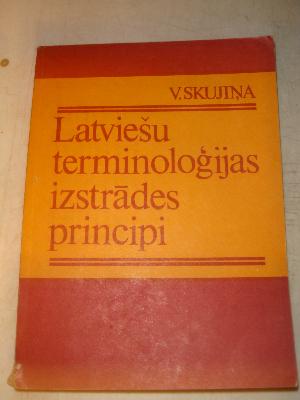 V. SKUJIŅA
Latviešu
terminoloģijas
izstrādes
principi